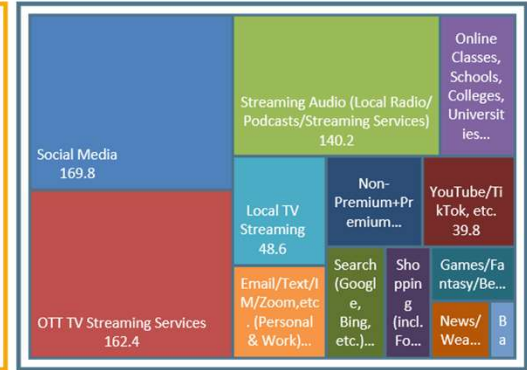 Social Media
169.8
OTT TV Streaming Services
162.4
Streaming Audio (Local Radio/
Podcasts/Streaming Services)
140.2
Online
Classes,
Schools,
Colleges,
Universit
ies...
Local TV
Streaming
48.6
Non-
Premium+Pr
emium...
YouTube/Ti
kTok, etc.
39.8
Email/Text/I
M/Zoom,etc
. (Personal
& Work)...
Search
(Googl
e,
Bing,
etc.)...
Sho
ppin
g
(incl.
Fo...
Games/Fa
ntasy/Be...
News/
Wea...
B
a